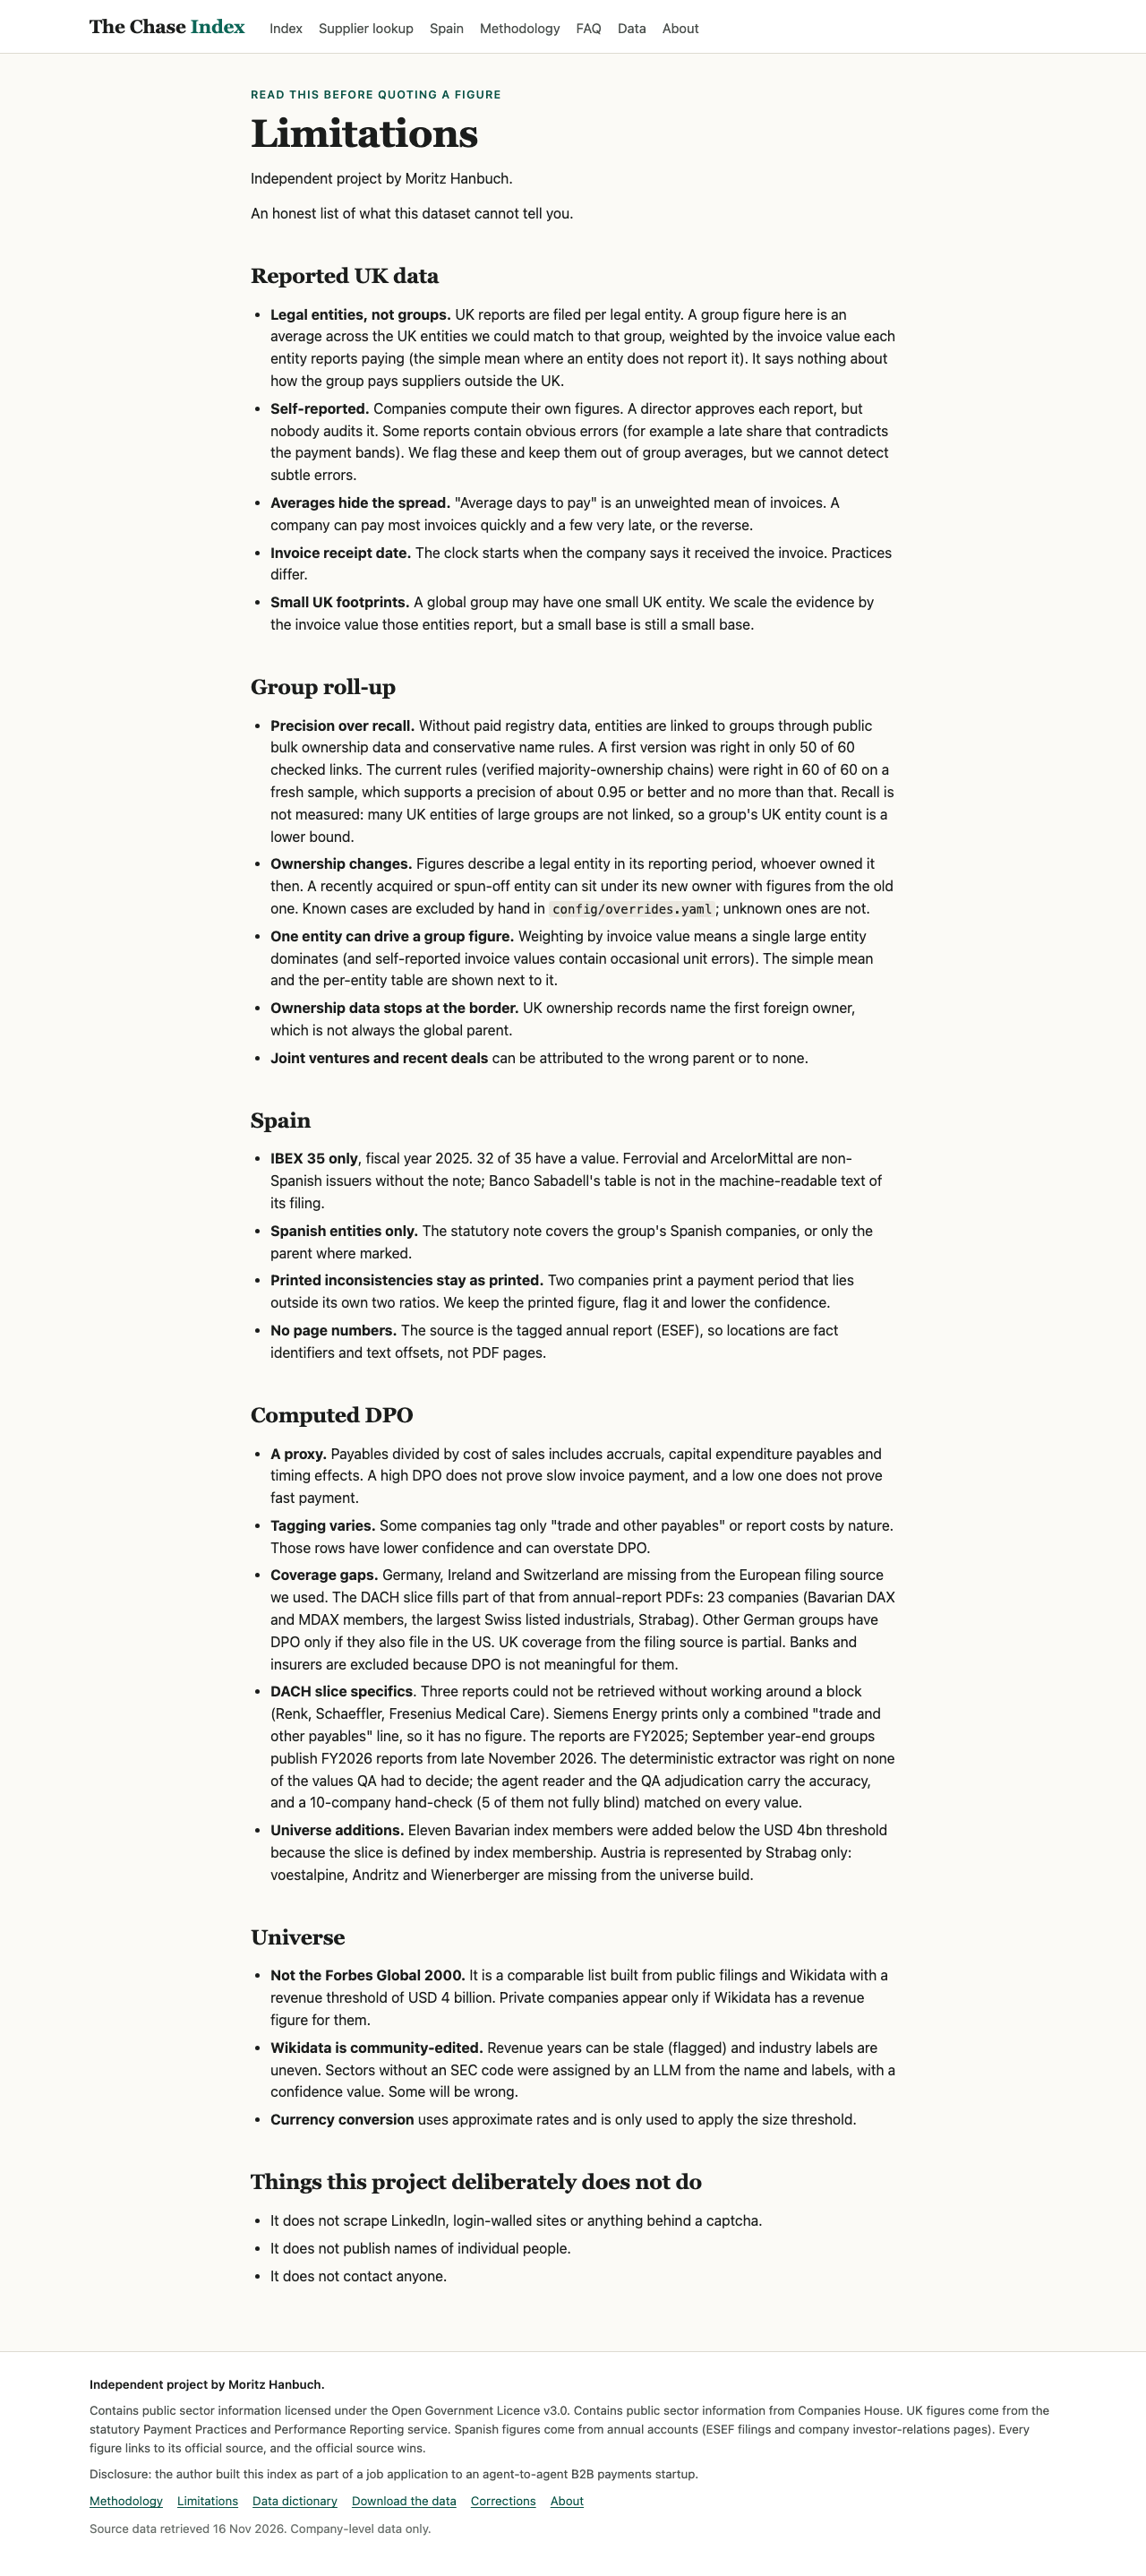 The Chase Index
Index Supplier lookup Spain Methodology FAQ Data About
READ THIS BEFORE QUOTING A FIGURE
Limitations
Independent project by Moritz Hanbuch.
An honest list of what this dataset cannot tell you.
Reported UK data
• Legal entities, not groups. UK reports are filed per legal entity. A group figure here is an
average across the UK entities we could match to that group, weighted by the invoice value each
entity reports paying (the simple mean where an entity does not report it). It says nothing about
how the group pays suppliers outside the UK.
• Self-reported. Companies compute their own figures. A director approves each report, but
nobody audits it. Some reports contain obvious errors (for example a late share that contradicts
the payment bands). We flag these and keep them out of group averages, but we cannot detect
subtle errors.
• Averages hide the spread. "Average days to pay" is an unweighted mean of invoices. A
company can pay most invoices quickly and a few very late, or the reverse.
• Invoice receipt date. The clock starts when the company says it received the invoice. Practices
differ.
• Small UK footprints. A global group may have one small UK entity. We scale the evidence by
the invoice value those entities report, but a small base is still a small base.
Group roll-up
• Precision over recall. Without paid registry data, entities are linked to groups through public
bulk ownership data and conservative name rules. A first version was right in only 50 of 60
checked links. The current rules (verified majority-ownership chains) were right in 60 of 60 on a
fresh sample, which supports a precision of about 0.95 or better and no more than that. Recall is
not measured: many UK entities of large groups are not linked, so a group's UK entity count is a
lower bound.
• Ownership changes. Figures describe a legal entity in its reporting period, whoever owned it
then. A recently acquired or spun-off entity can sit under its new owner with figures from the old
one. Known cases are excluded by hand in config/overrides.yaml; unknown ones are not.
• One entity can drive a group figure. Weighting by invoice value means a single large entity
dominates (and self-reported invoice values contain occasional unit errors). The simple mean
and the per-entity table are shown next to it.
• Ownership data stops at the border. UK ownership records name the first foreign owner,
which is not always the global parent.
• Joint ventures and recent deals can be attributed to the wrong parent or to none.
Spain
• IBEX 35 only, fiscal year 2025. 32 of 35 have a value. Ferrovial and ArcelorMittal are non-
Spanish issuers without the note; Banco Sabadell's table is not in the machine-readable text of
its filing.
• Spanish entities only. The statutory note covers the group's Spanish companies, or only the
parent where marked.
• Printed inconsistencies stay as printed. Two companies print a payment period that lies
outside its own two ratios. We keep the printed figure, flag it and lower the confidence.
• No page numbers. The source is the tagged annual report (ESEF), so locations are fact
identifiers and text offsets, not PDF pages.
Computed DPO
• A proxy. Payables divided by cost of sales includes accruals, capital expenditure payables and
timing effects. A high DPO does not prove slow invoice payment, and a low one does not prove
fast payment.
• Tagging varies. Some companies tag only "trade and other payables" or report costs by nature.
Those rows have lower confidence and can overstate DPO.
• Coverage gaps. Germany, Ireland and Switzerland are missing from the European filing source
we used. The DACH slice fills part of that from annual-report PDFs: 23 companies (Bavarian DAX
and MDAX members, the largest Swiss listed industrials, Strabag). Other German groups have
DPO only if they also file in the US. UK coverage from the filing source is partial. Banks and
insurers are excluded because DPO is not meaningful for them.
• DACH slice specifics. Three reports could not be retrieved without working around a block
(Renk, Schaeffler, Fresenius Medical Care). Siemens Energy prints only a combined "trade and
other payables" line, so it has no figure. The reports are FY2025; September year-end groups
publish FY2026 reports from late November 2026. The deterministic extractor was right on none
of the values QA had to decide; the agent reader and the QA adjudication carry the accuracy,
and a 10-company hand-check (5 of them not fully blind) matched on every value.
• Universe additions. Eleven Bavarian index members were added below the USD 4bn threshold
because the slice is defined by index membership. Austria is represented by Strabag only:
voestalpine, Andritz and Wienerberger are missing from the universe build.
Universe
• Not the Forbes Global 2000. It is a comparable list built from public filings and Wikidata with a
revenue threshold of USD 4 billion. Private companies appear only if Wikidata has a revenue
figure for them.
• Wikidata is community-edited. Revenue years can be stale (flagged) and industry labels are
uneven. Sectors without an SEC code were assigned by an LLM from the name and labels, with a
confidence value. Some will be wrong.
• Currency conversion uses approximate rates and is only used to apply the size threshold.
Things this project deliberately does not do
• It does not scrape LinkedIn, login-walled sites or anything behind a captcha.
• It does not publish names of individual people.
• It does not contact anyone.
Independent project by Moritz Hanbuch.
Contains public sector information licensed under the Open Government Licence v3.0. Contains public sector information from Companies House. UK figures come from the
statutory Payment Practices and Performance Reporting service. Spanish figures come from annual accounts (ESEF filings and company investor-relations pages). Every
figure links to its official source, and the official source wins.
Disclosure: the author built this index as part of a job application to an agent-to-agent B2B payments startup.
Methodology Limitations Data dictionary Download the data Corrections About
Source data retrieved 16 Nov 2026. Company-level data only.